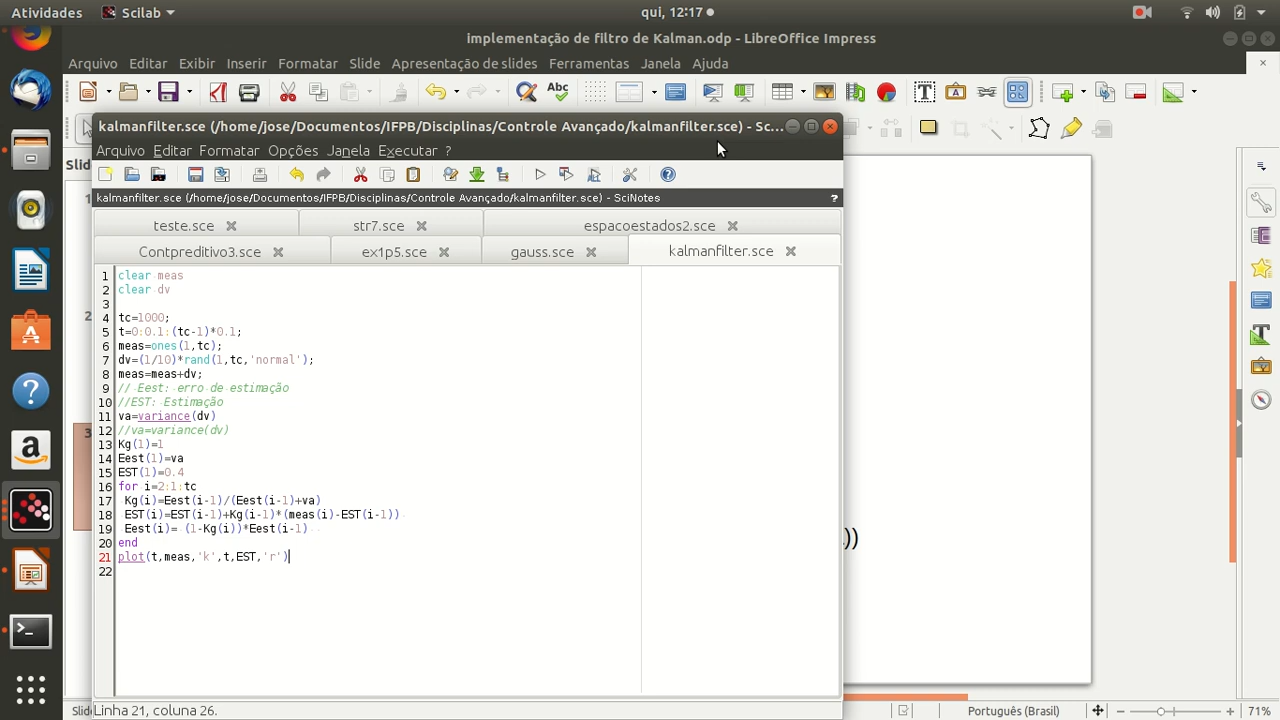 Atividades Scilab qui, 12:17
implementação de filtro de Kalman.odp - LibreOffice Impress
Arquivo Editar Exibir Inserir Formatar Slide Apresentação de slides Ferramentas Janela Ajuda
kalmanfilter.sce (/home/jose/Documentos/IFPB/Disciplinas/Controle Avançado/kalmanfilter.sce) - Sc...
Arquivo Editar Formatar Opções Janela Executar ?
Slid
kalmanfilter.sce (/home/jose/Documentos/IFPB/Disciplinas/Controle Avançado/kalmanfilter.sce) - SciNotes ?
teste.sce str7.sce espacoestados2.sce
Contpreditivo3.sce ex1p5.sce gauss.sce kalmanfilter.sce
1 clear meas
2 clear dv
3
4 tc=1000;
5 t=0:0.1:(tc-1)*0.1;
6 meas=ones(1,tc);
7 dv=(1/10)*rand(1,tc,'normal');
8 meas=meas+dv;
9 // Eest: erro de estimação
10 //EST: Estimação
11 va=variance(dv)
12 //va=variance(dv)
13 Kg(1)=1
14 Eest(1)=va
15 EST(1)=0.4
16 for i=2:1:tc
17 Kg(i)=Eest(i-1)/(Eest(i-1)+va)
18 EST(i)=EST(i-1)+Kg(i-1)*(meas(i)-EST(i-1))
19 Eest(i)= (1-Kg(i))*Eest(i-1)
20 end
21 plot(t,meas,'k',t,EST,'r')
22
))
Linha 21, coluna 26.
Slid Português (Brasil) 71%